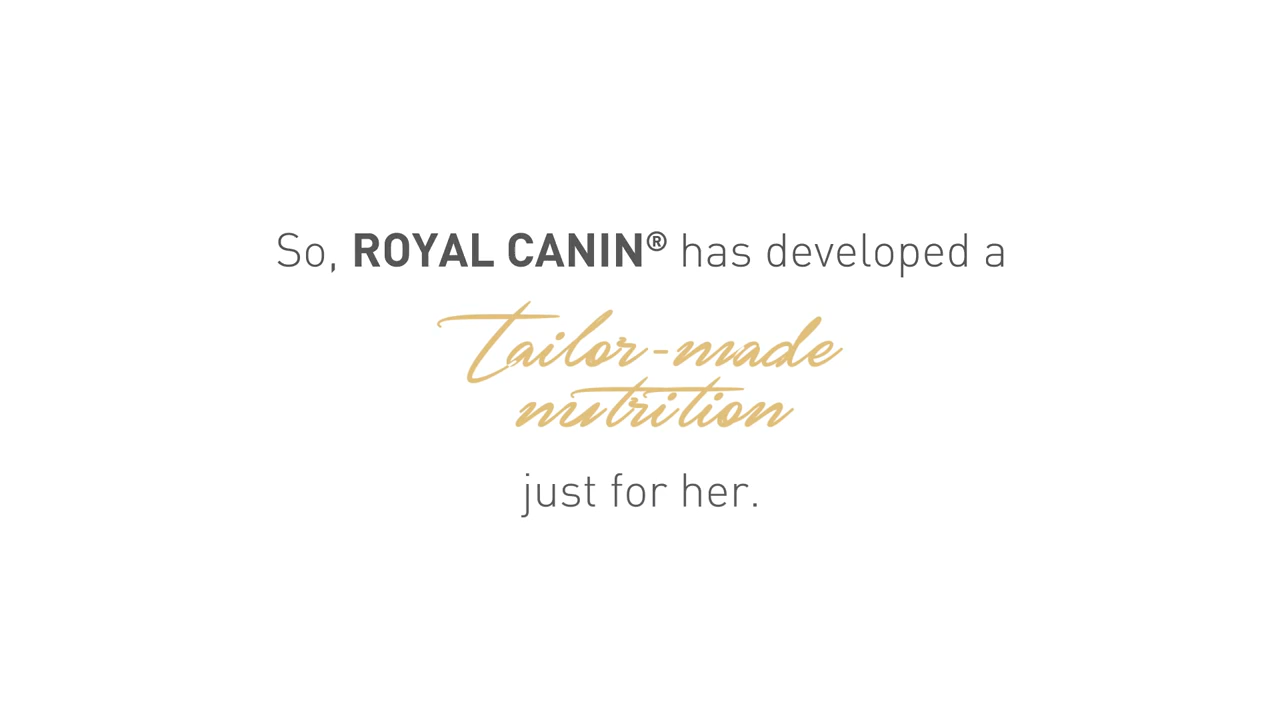 So, ROYAL CANIN® has developed a
Tailor-made
nutrition
just for her.